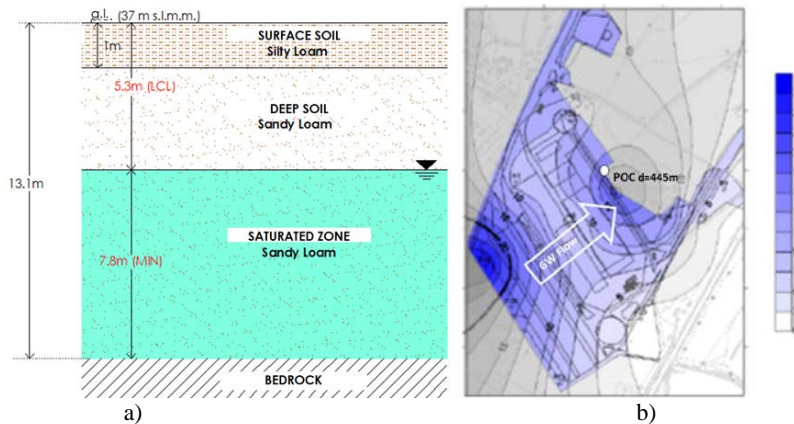 g.l. (37 m s.l.m.m.)
SURFACE SOIL
Silty Loam
1m
5.3m (LCL)
DEEP SOIL
Sandy Loam
13.1m
SATURATED ZONE
Sandy Loam
7.8m (MIN)
BEDROCK
a)
POC d=445m
GW Flow
b)